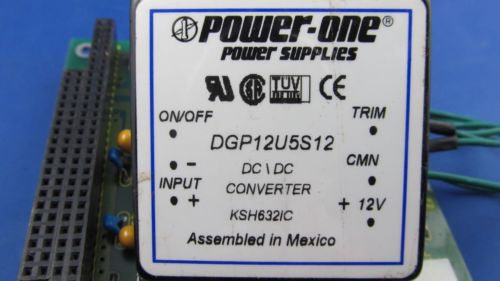 POWER-ONE®
POWER SUPPLIES
ON/OFF TRIM
DGP12U5S12
- DC\DC CMN
INPUT + CONVERTER + 12V
KSH632IC
Assembled in Mexico